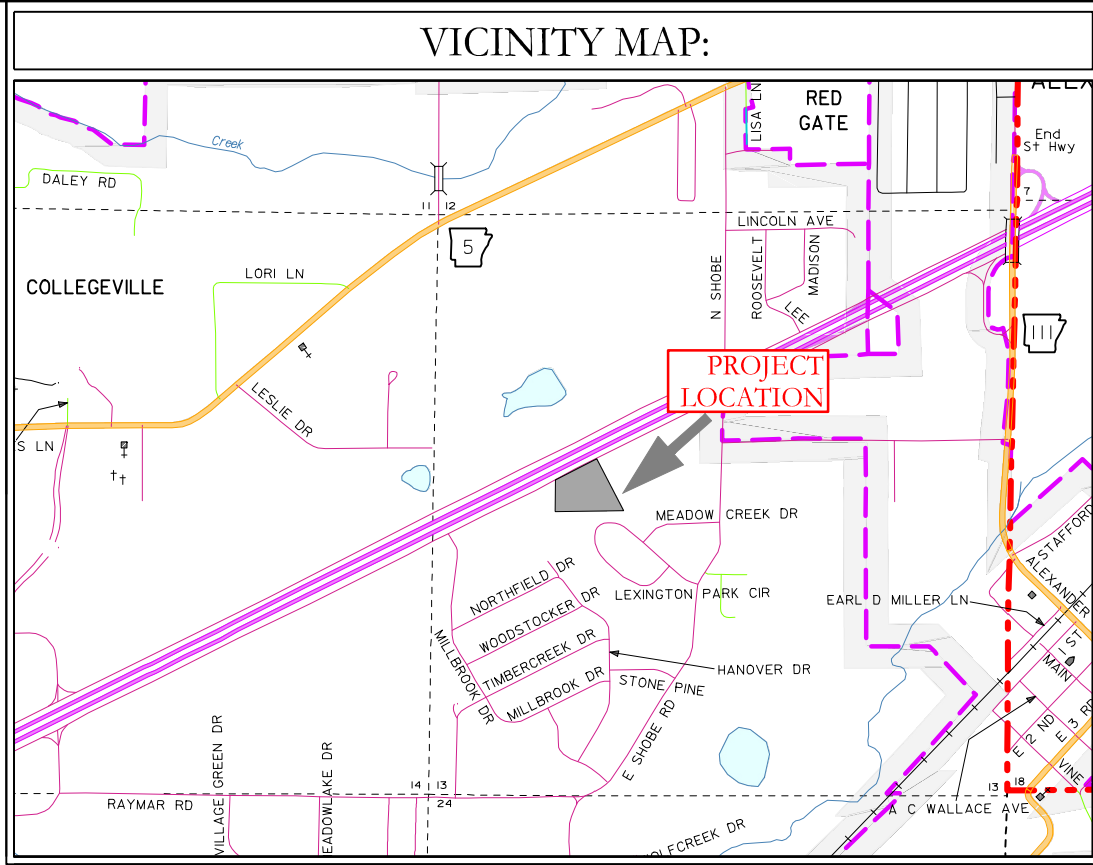 VICINITY MAP:
LISA LN
RED
GATE
End
St Hwy
Creek
DALEY RD
7
11 12
LINCOLN AVE
5
COLLEGEVILLE
LORI LN
N SHOBE
ROOSEVELT
MADISON
LEE
111
PROJECT
LOCATION
LESLIE DR
S LN
MEADOW CREEK DR
STAFFORD
ALEXANDER
NORTHFIELD DR
LEXINGTON PARK CIR
EARL D MILLER LN
WOODSTOCKER DR
1 ST
MILLBROOK DR
TIMBERCREEK DR
HANOVER DR
MAIN
MILLBROOK DR
STONE PINE
E SHOBE RD
E 2 ND
E 3 RD
VINE
VILLAGE GREEN DR
EADOWLAKE DR
14 13
24
13 18
RAYMAR RD
A C WALLACE AVE
OLFCREEK DR